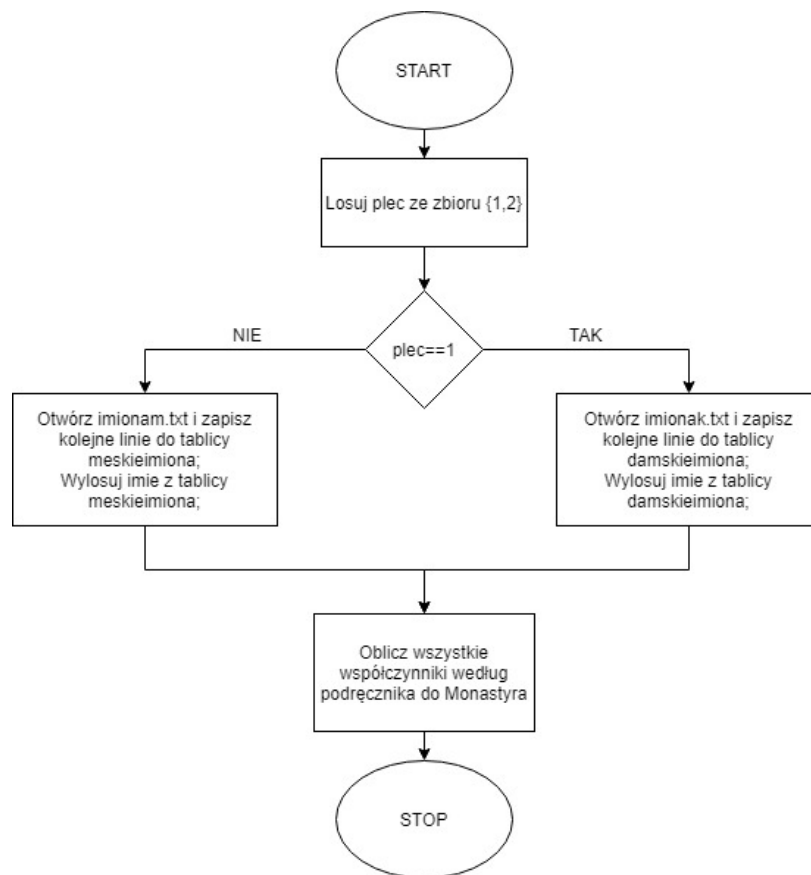 START
Losuj plec ze zbioru {1,2}
NIE
plec==1
TAK
Otwórz imionam.txt i zapisz
kolejne linie do tablicy
meskieimiona;
Wylosuj imie z tablicy
meskieimiona;
Otwórz imionak.txt i zapisz
kolejne linie do tablicy
damskieimiona;
Wylosuj imie z tablicy
damskieimiona;
Oblicz wszystkie
współczynniki według
podręcznika do Monastyra
STOP